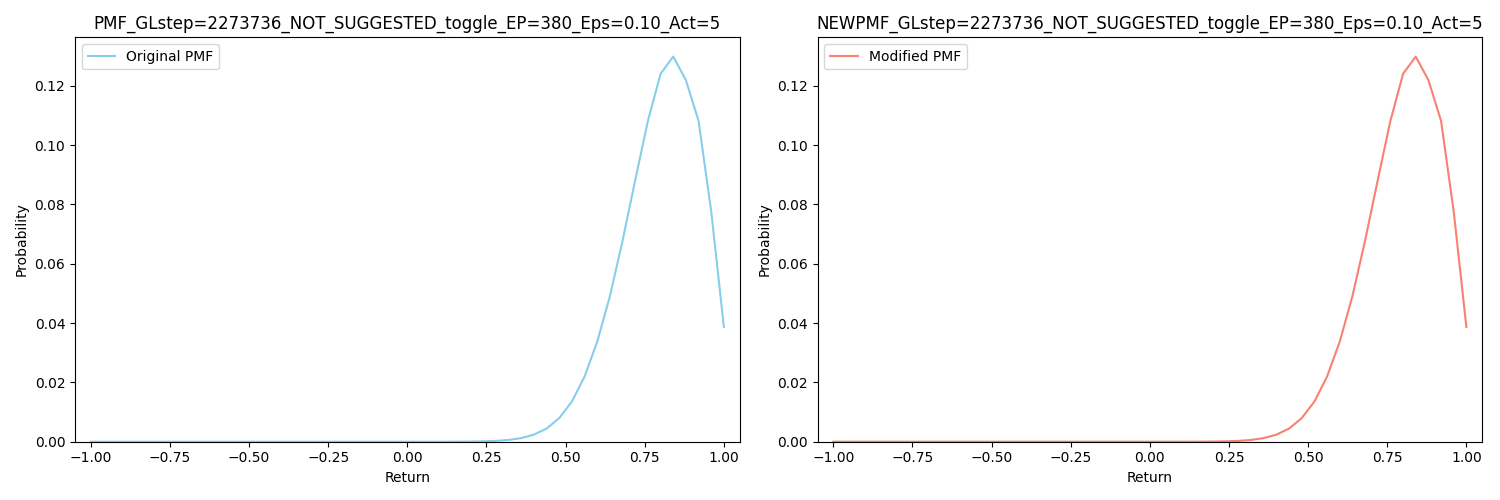 PMF_GLstep=2273736_NOT_SUGGESTED_toggle_EP=380_Eps=0.10_Act=5
Original PMF
Probability
0.12
0.10
0.08
0.06
0.04
0.02
0.00
−1.00 −0.75 −0.50 −0.25 0.00 0.25 0.50 0.75 1.00
Return
NEWPMF_GLstep=2273736_NOT_SUGGESTED_toggle_EP=380_Eps=0.10_Act=5
Modified PMF
Probability
0.12
0.10
0.08
0.06
0.04
0.02
0.00
−1.00 −0.75 −0.50 −0.25 0.00 0.25 0.50 0.75 1.00
Return